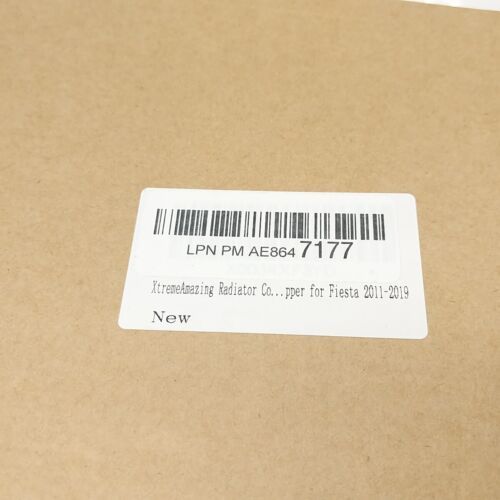 LPN PM AE864 7177
XtremeAmazing Radiator Co...pper for Fiesta 2011-2019
New